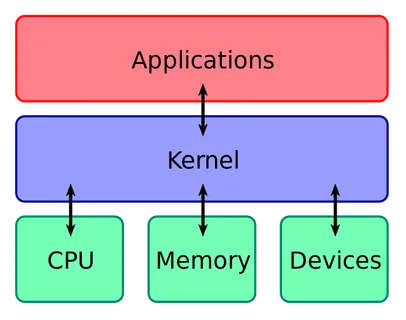 Applications
Kernel
CPU
Memory
Devices